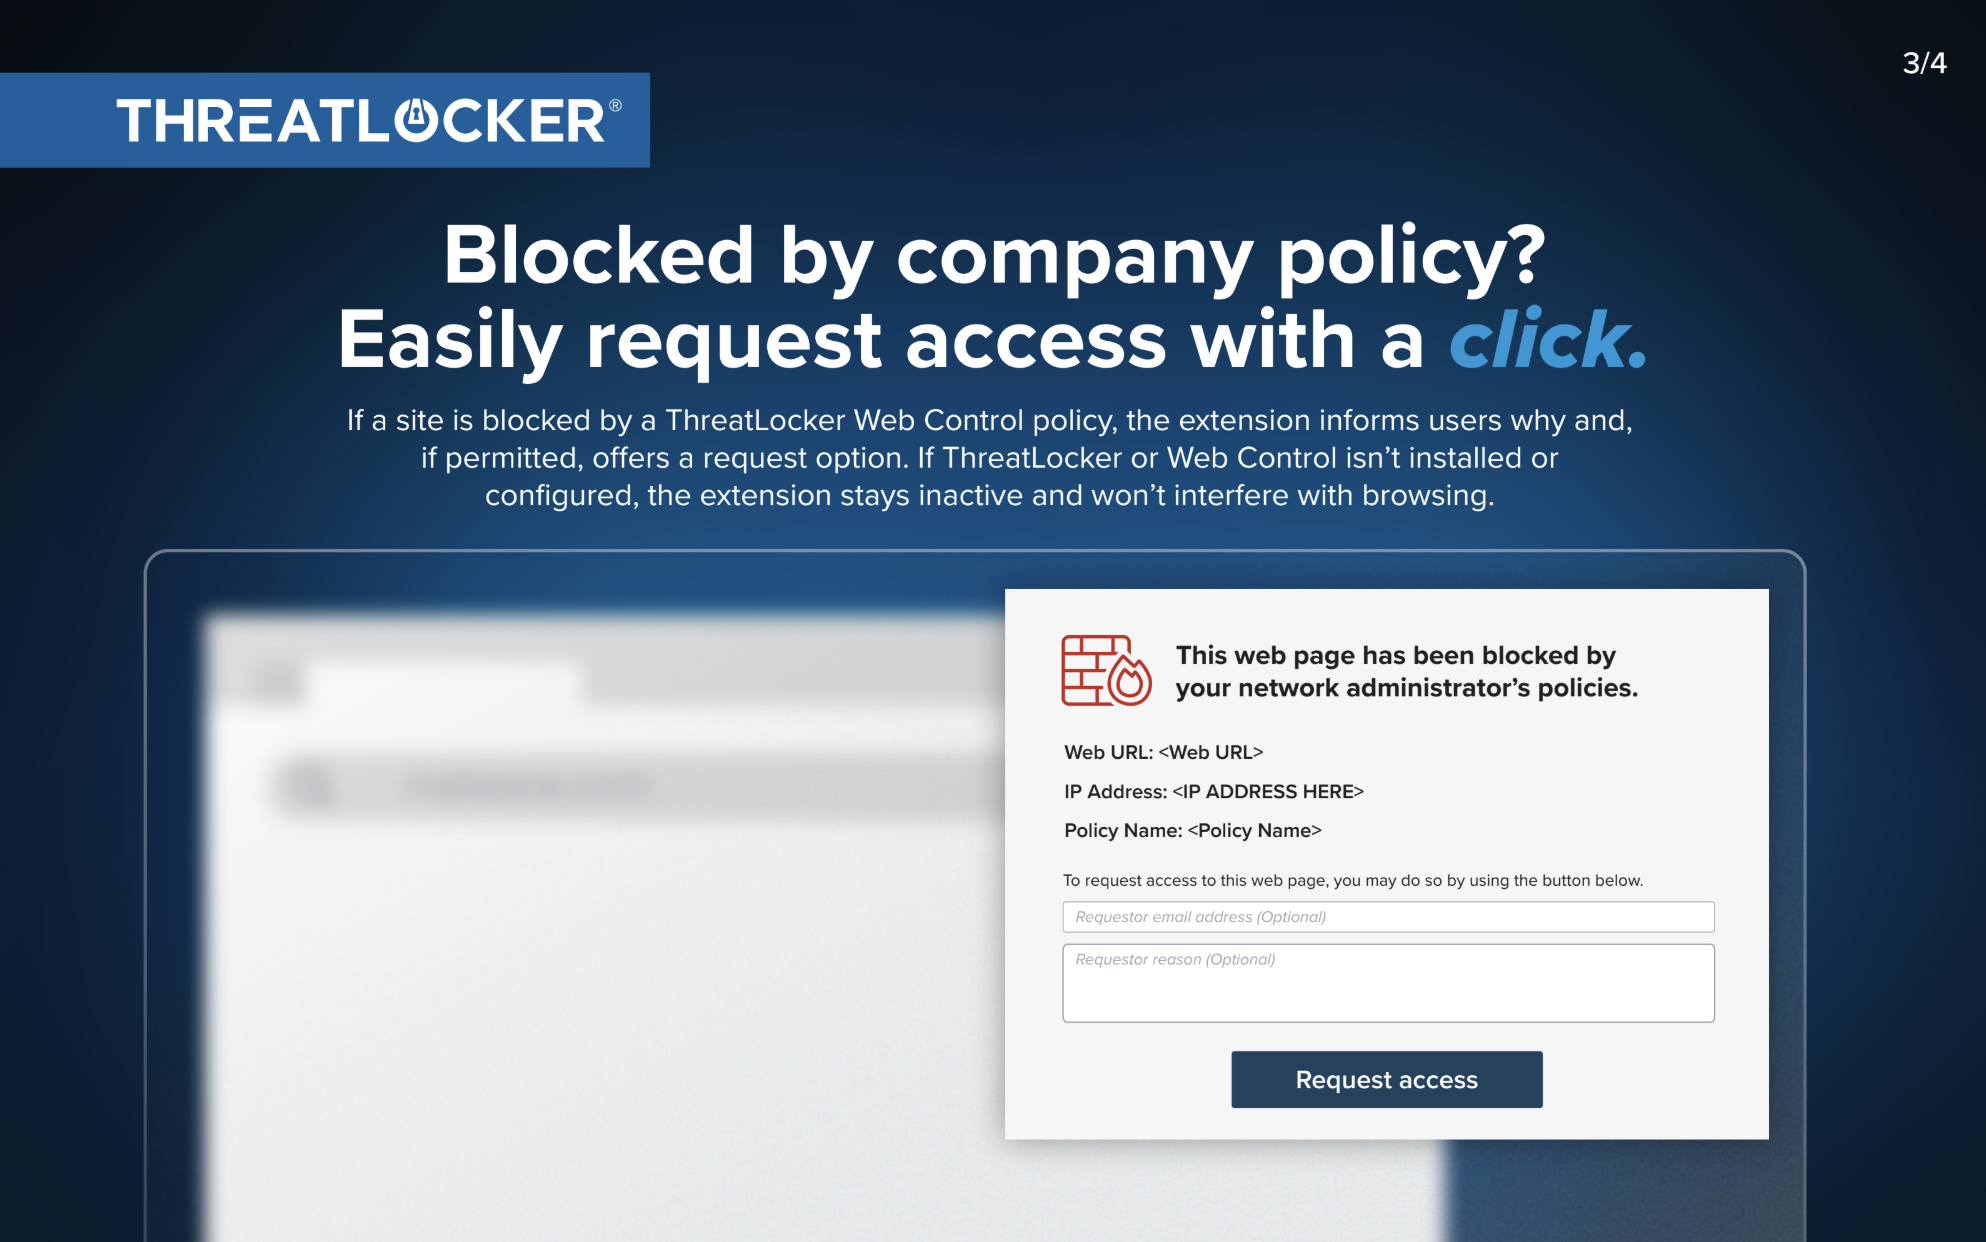 3/4
THREATLOCKER®
Blocked by company policy?
Easily request access with a click.
If a site is blocked by a ThreatLocker Web Control policy, the extension informs users why and,
if permitted, offers a request option. If ThreatLocker or Web Control isn’t installed or
configured, the extension stays inactive and won’t interfere with browsing.
This web page has been blocked by
your network administrator’s policies.
Web URL: <Web URL>
IP Address: <IP ADDRESS HERE>
Policy Name: <Policy Name>
To request access to this web page, you may do so by using the button below.
Requestor email address (Optional)
Requestor reason (Optional)
Request access